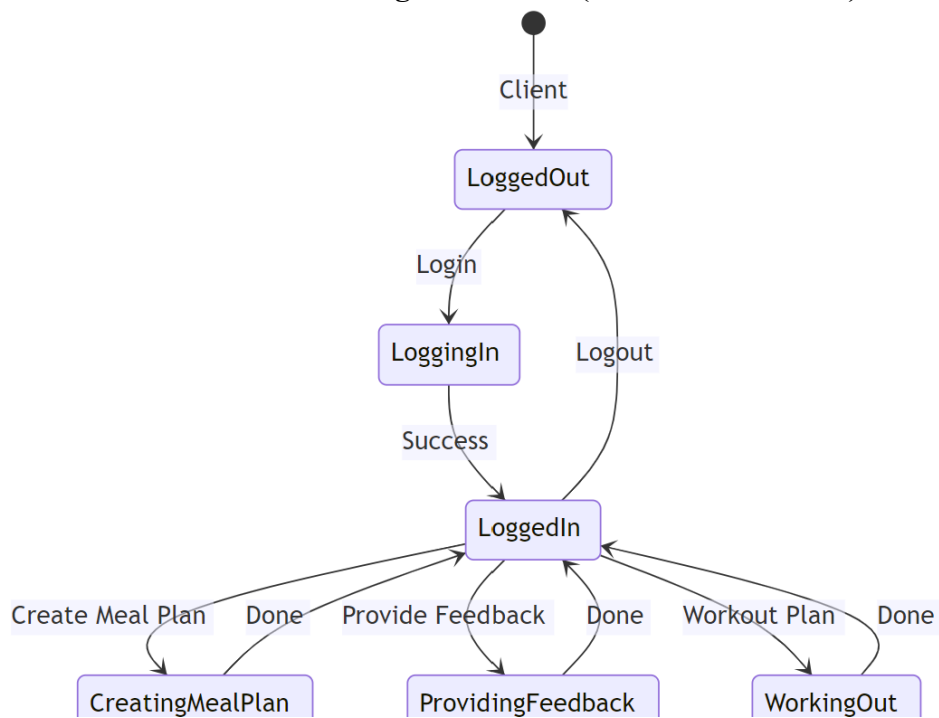 Client
LoggedOut
Login
LoggingIn
Logout
Success
LoggedIn
Create Meal Plan
Done
Provide Feedback
Done
Workout Plan
Done
CreatingMealPlan
ProvidingFeedback
WorkingOut